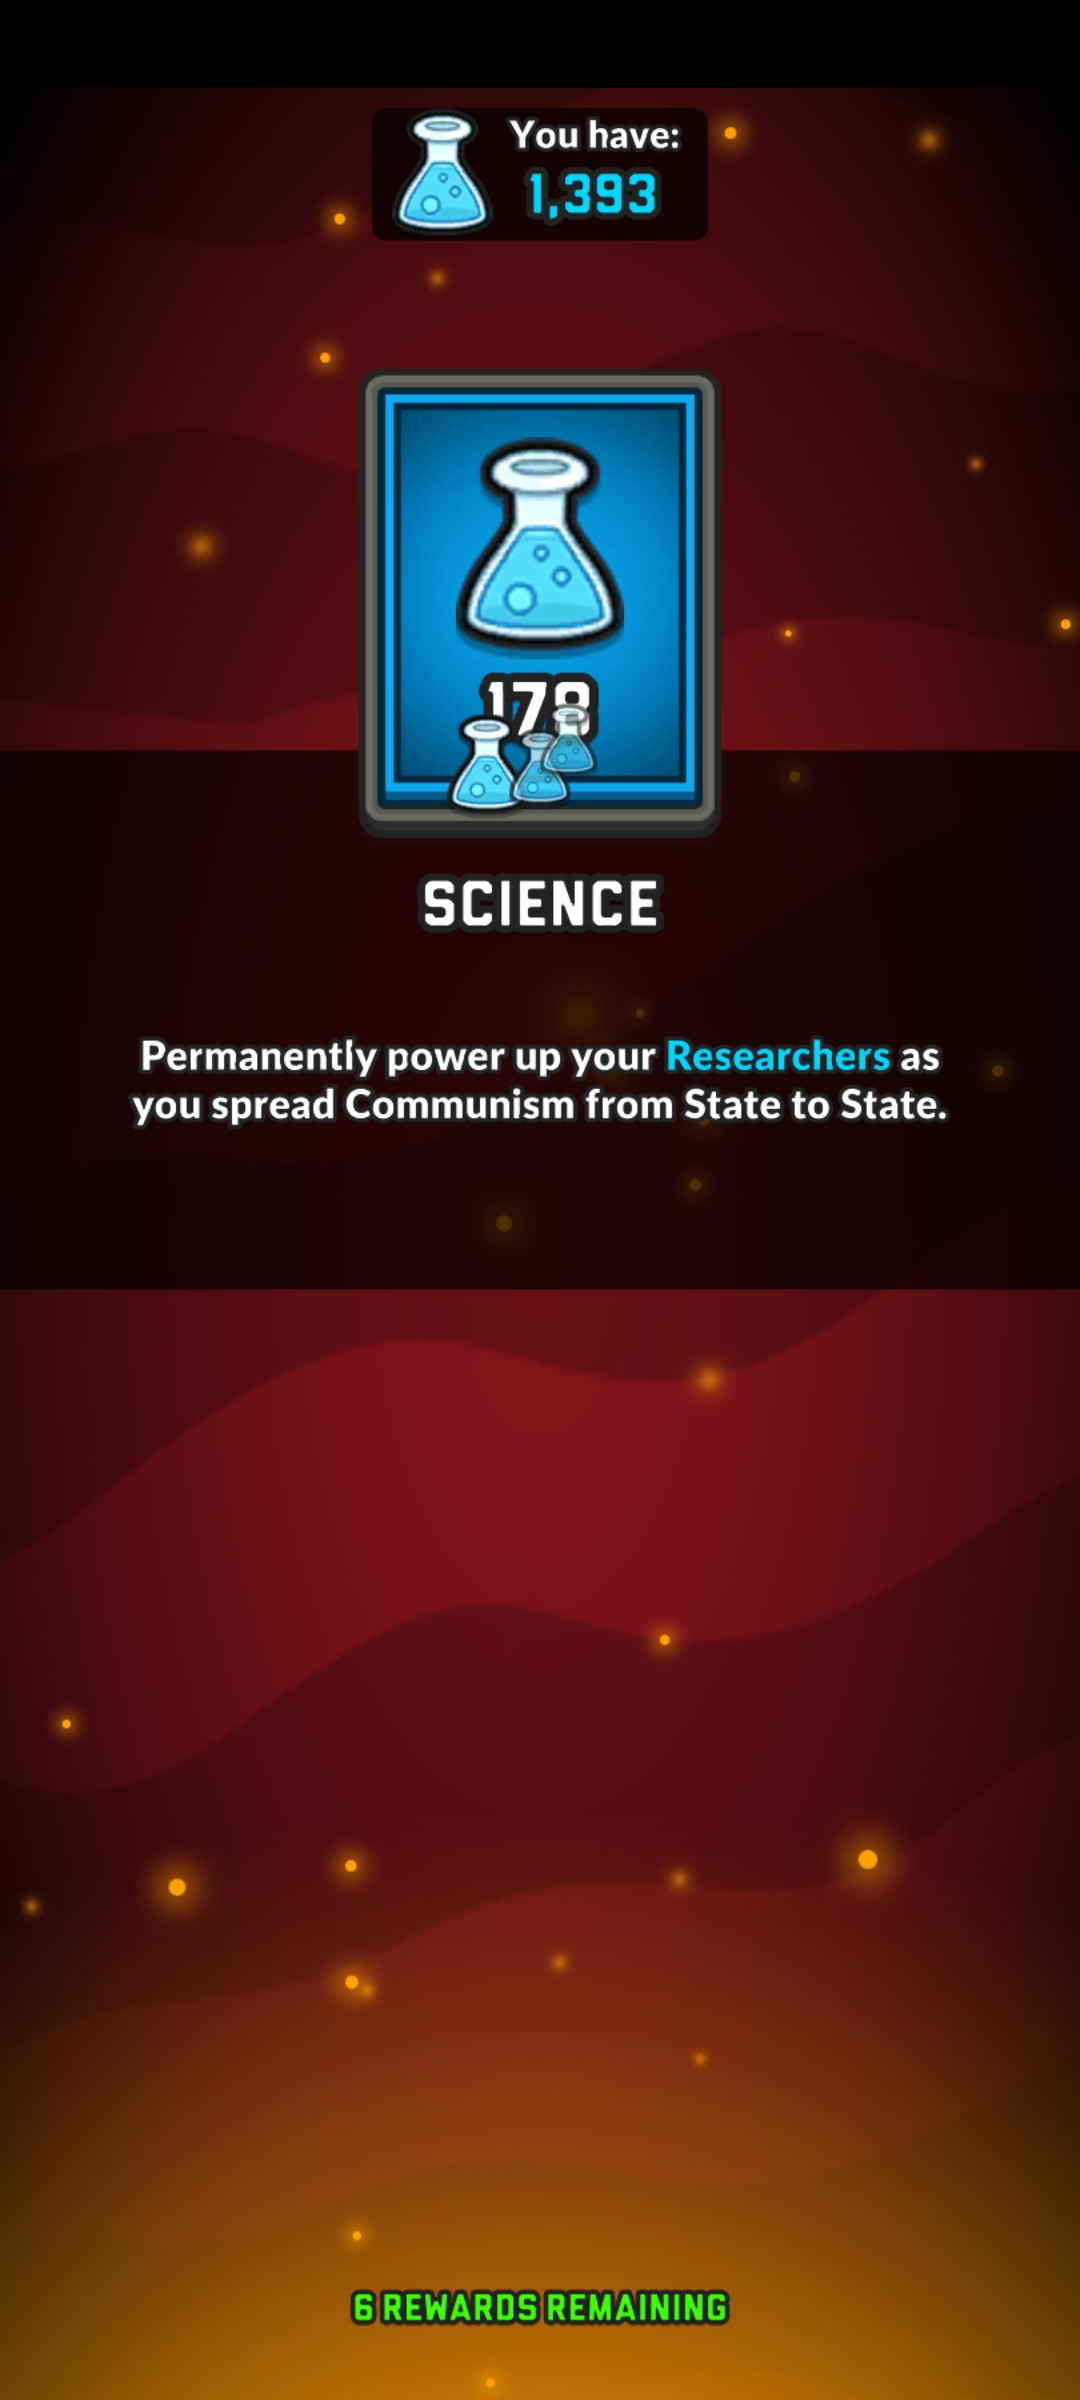 You have:
1,393
SCIENCE
Permanently power up your Researchers as
you spread Communism from State to State.
6 REWARDS REMAINING